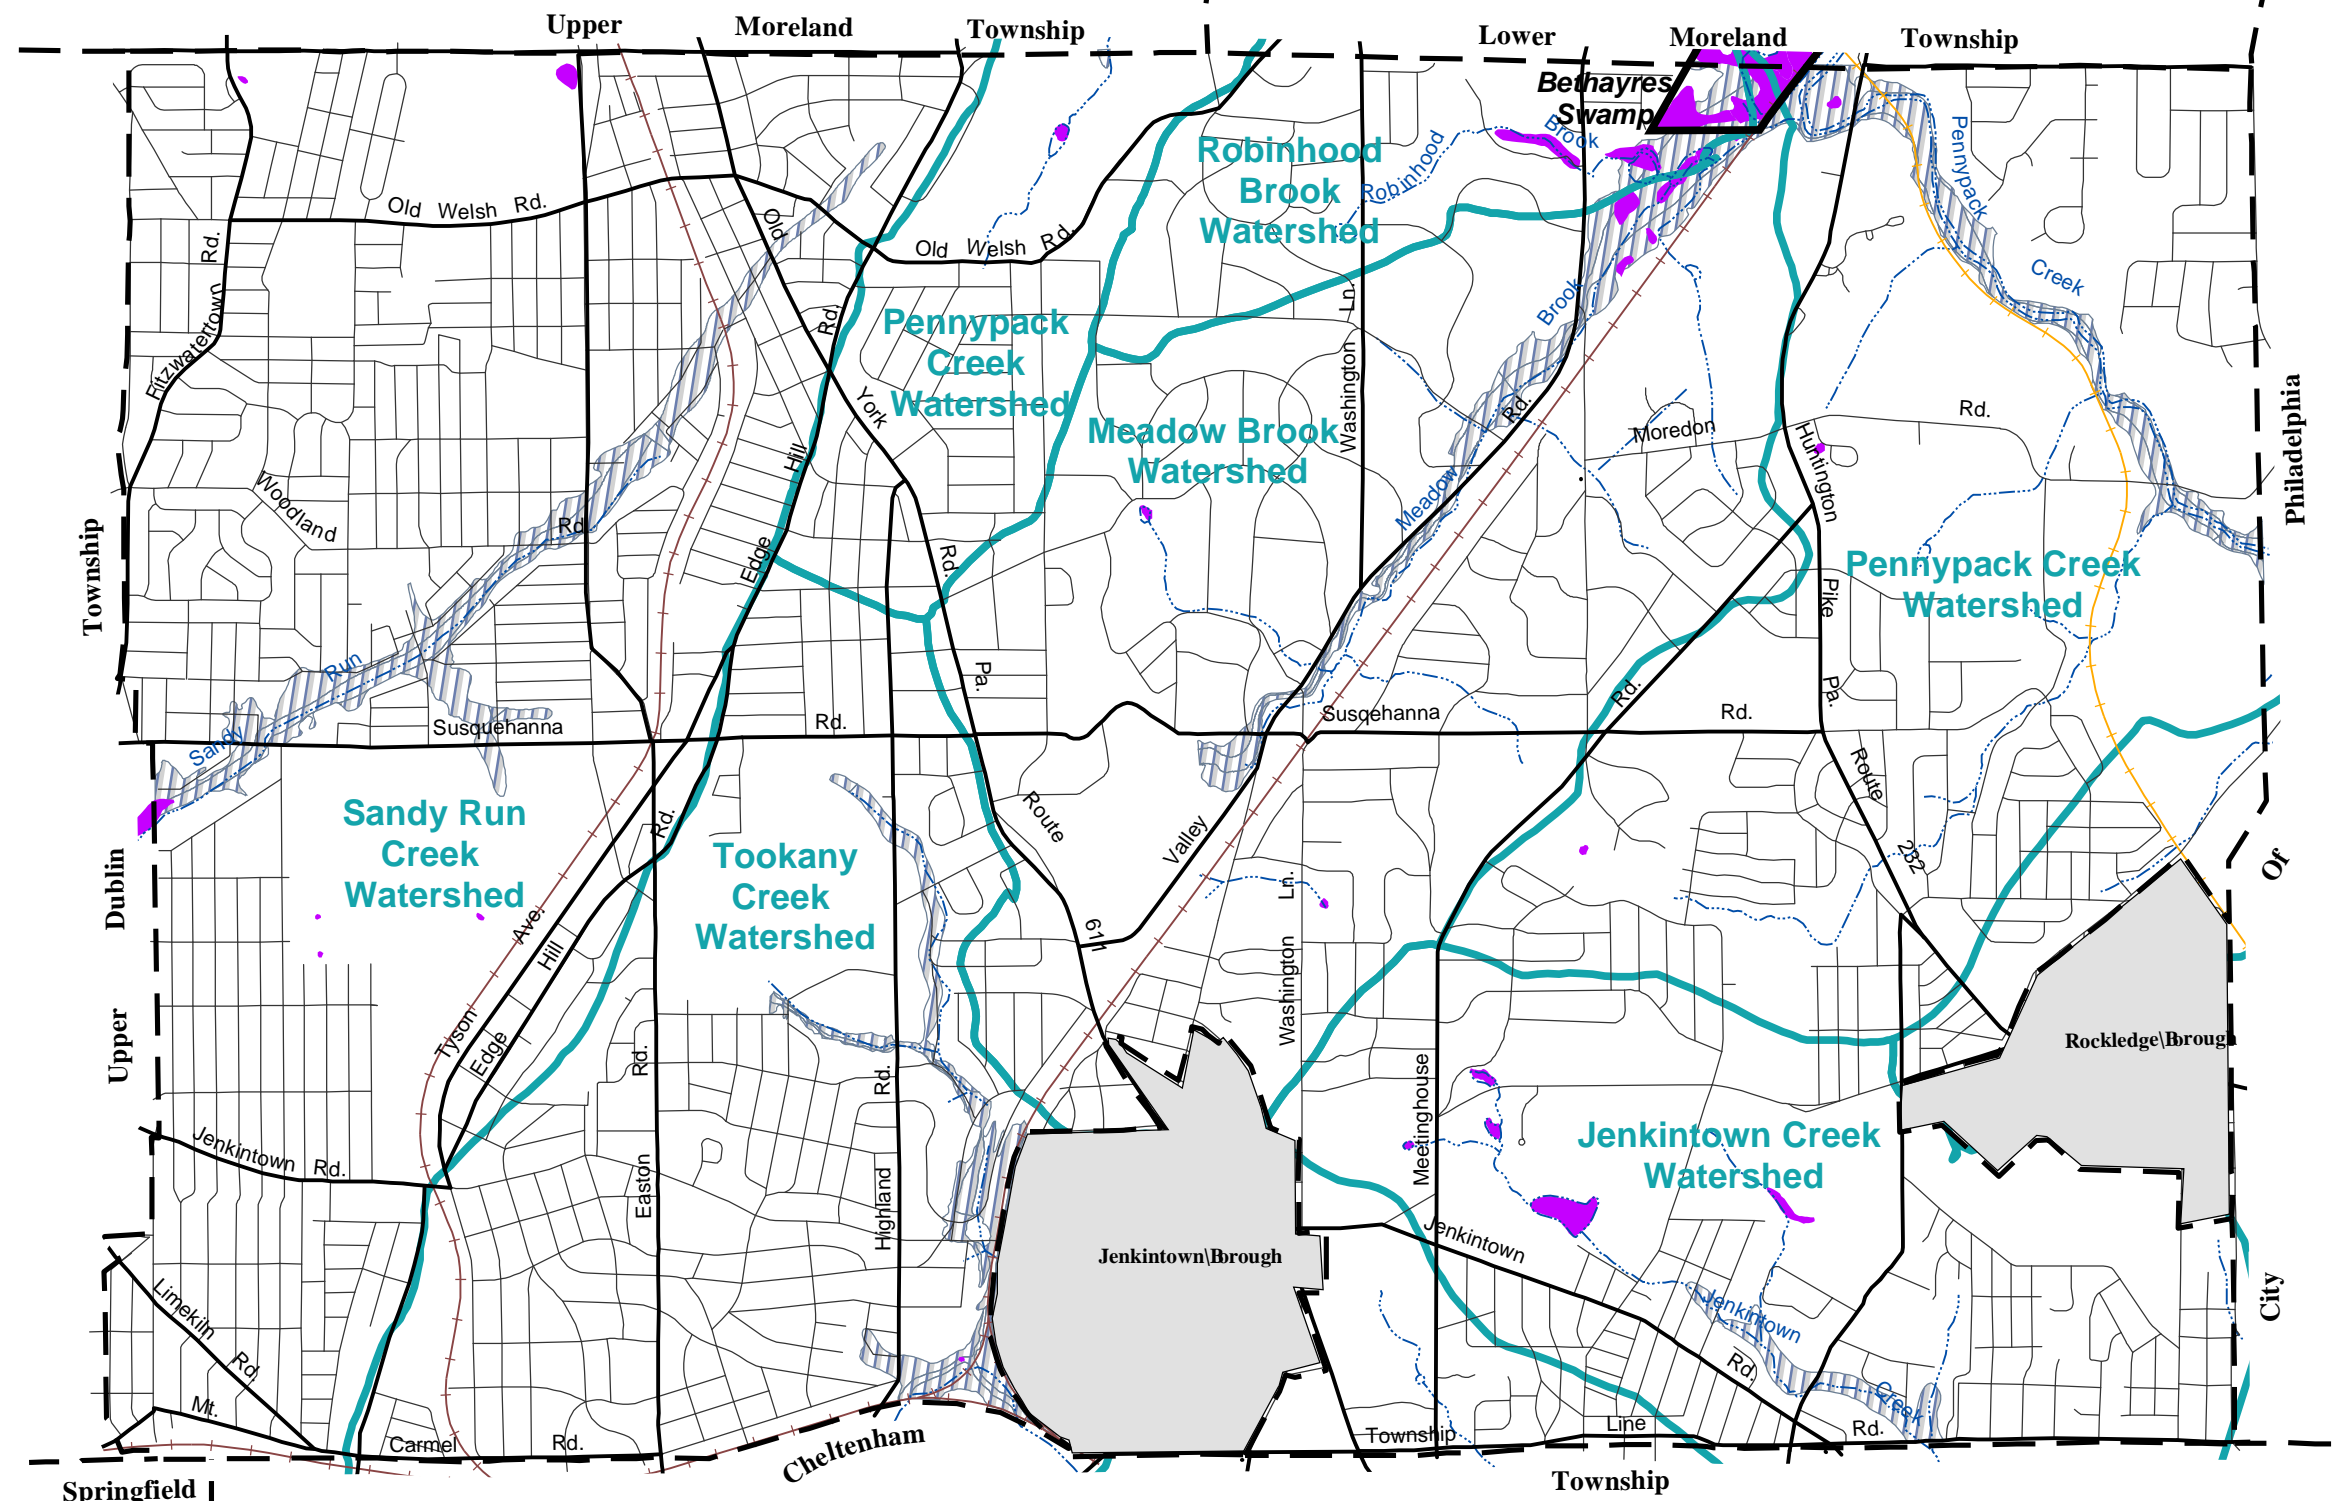 Upper
Moreland
Township
Lower
Moreland
Township
Bethayres
Swamp
Brook
Robinhood
Pennypack
Creek
Robinhood
Brook
Watershed
Old Welsh Rd.
Old
Old Welsh Rd.
Rd.
Fitzwatertown
Rd.
Ln.
Washington
Brook
Pennypack
Creek
Watershed
York
Meadow Brook
Watershed
Rd.
Meadow
Moredon
Rd.
Huntington
Philadelphia
Hill
Edge
Woodland
Rd.
Rd.
Pennypack Creek
Watershed
Pike
Township
Run
Pa.
Rd.
Pa.
Susquehanna
Rd.
Susqehanna
Rd.
Sandy
Route
Route
232
Valley
Rd.
Sandy Run
Creek
Watershed
Tookany
Creek
Watershed
Of
Dublin
Ln.
Washington
611
Ave.
Hill
Tyson
Edge
Upper
Rd.
Rd.
Rockledge\Borough
Meetinghouse
Jenkintown Creek
Watershed
Jenkintown Rd.
Easton
Highland
Jenkintown
Jenkintown\Borough
City
Limekiln
Rd.
Jenkintown
Rd.
Creek
Mt.
Carmel
Rd.
Cheltenham
Township
Line
Rd.
Township
Springfield